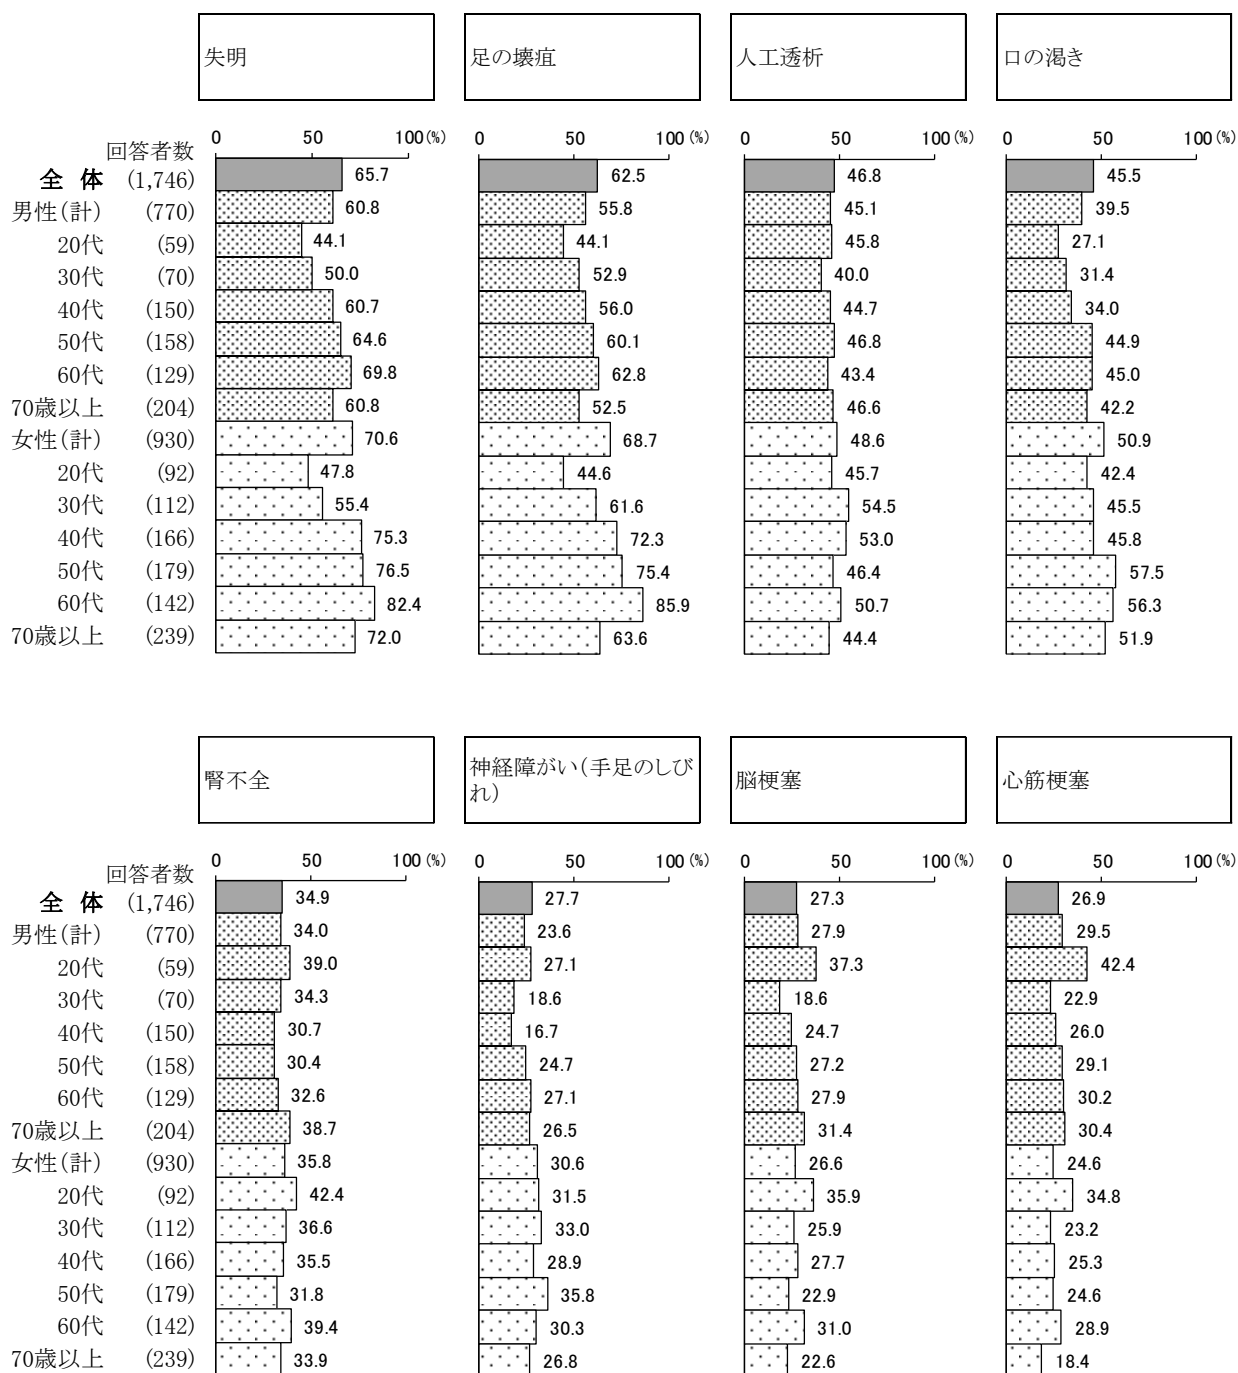 失明 足の壊疽 人工透析 口の渇き
0 50 100(%) 0 50 100(%) 0 50 100(%) 0 50 100(%)
回答者数
全 体 (1,746) 65.7 62.5 46.8 45.5
男性(計) (770) 60.8 55.8 45.1 39.5
20代 (59) 44.1 44.1 45.8 27.1
30代 (70) 50.0 52.9 40.0 31.4
40代 (150) 60.7 56.0 44.7 34.0
50代 (158) 64.6 60.1 46.8 44.9
60代 (129) 69.8 62.8 43.4 45.0
70歳以上 (204) 60.8 52.5 46.6 42.2
女性(計) (930) 70.6 68.7 48.6 50.9
20代 (92) 47.8 44.6 45.7 42.4
30代 (112) 55.4 61.6 54.5 45.5
40代 (166) 75.3 72.3 53.0 45.8
50代 (179) 76.5 75.4 46.4 57.5
60代 (142) 82.4 85.9 50.7 56.3
70歳以上 (239) 72.0 63.6 44.4 51.9
腎不全 神経障がい(手足のしび
れ) 脳梗塞 心筋梗塞
0 50 100(%) 0 50 100(%) 0 50 100(%) 0 50 100(%)
回答者数
全 体 (1,746) 34.9 27.7 27.3 26.9
男性(計) (770) 34.0 23.6 27.9 29.5
20代 (59) 39.0 27.1 37.3 42.4
30代 (70) 34.3 18.6 18.6 22.9
40代 (150) 30.7 16.7 24.7 26.0
50代 (158) 30.4 24.7 27.2 29.1
60代 (129) 32.6 27.1 27.9 30.2
70歳以上 (204) 38.7 26.5 31.4 30.4
女性(計) (930) 35.8 30.6 26.6 24.6
20代 (92) 42.4 31.5 35.9 34.8
30代 (112) 36.6 33.0 25.9 23.2
40代 (166) 35.5 28.9 27.7 25.3
50代 (179) 31.8 35.8 22.9 24.6
60代 (142) 39.4 30.3 31.0 28.9
70歳以上 (239) 33.9 26.8 22.6 18.4